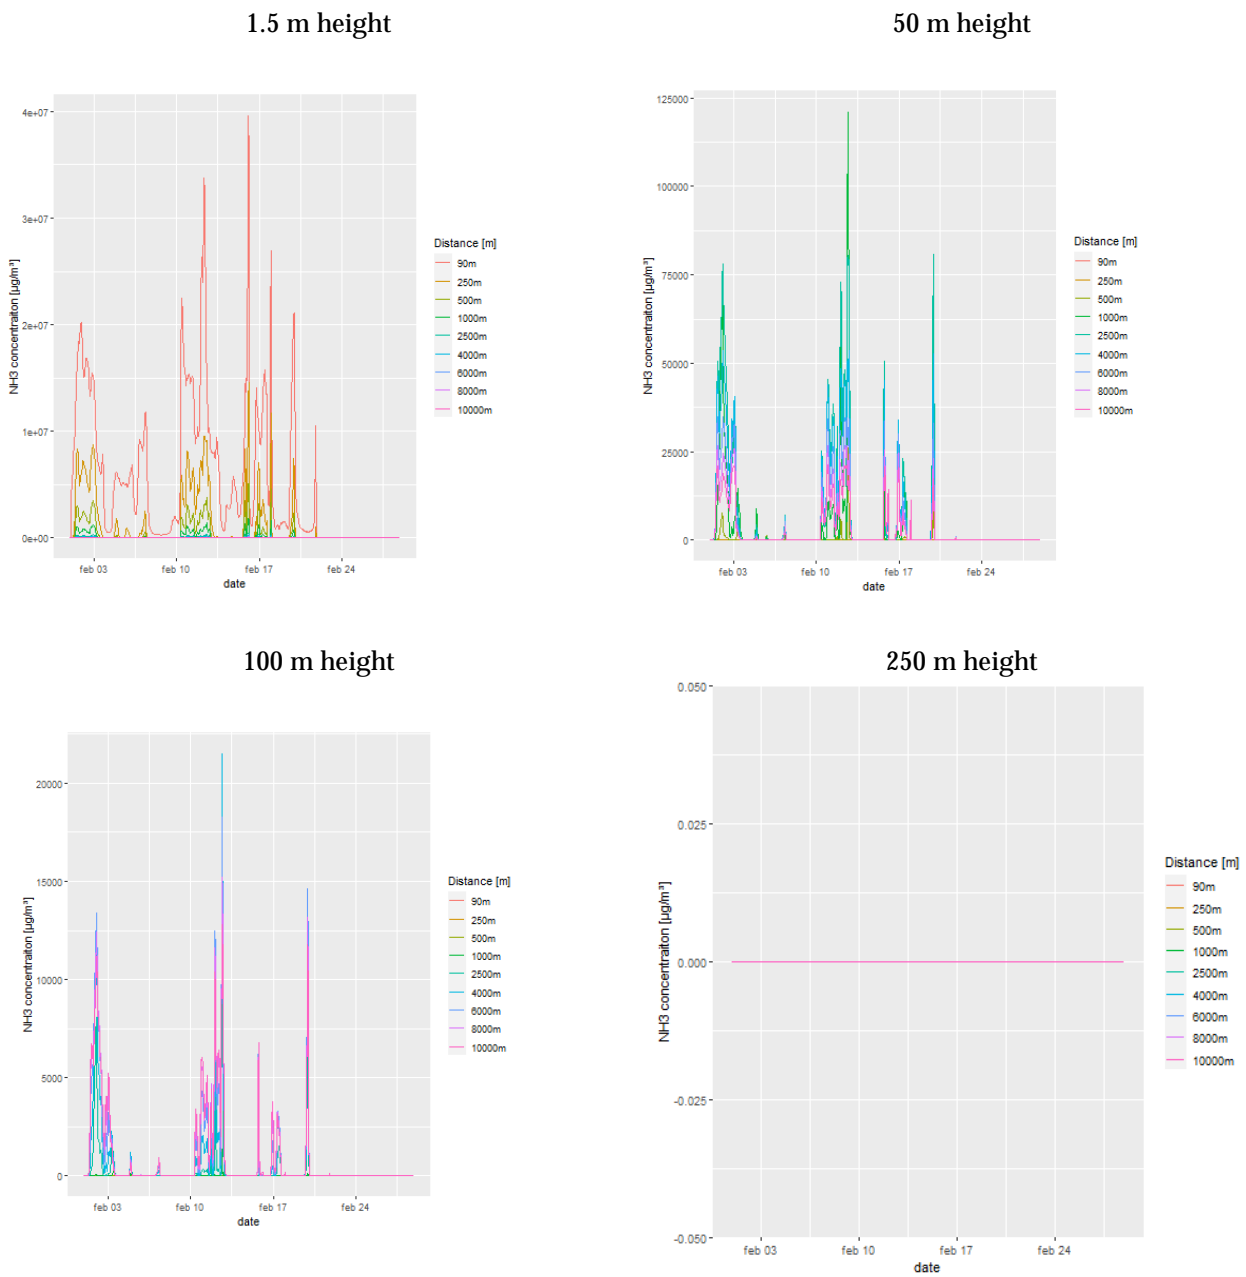 1.5 m height
4e+07
3e+07
2e+07
1e+07
0e+00
NH3 concentraiton [µg/m³]
feb 03
feb 10
feb 17
feb 24
date
Distance [m]
90m
250m
500m
1000m
2500m
4000m
6000m
8000m
10000m
50 m height
125000
100000
75000
50000
25000
0
NH3 concentraiton [µg/m³]
feb 03
feb 10
feb 17
feb 24
date
Distance [m]
90m
250m
500m
1000m
2500m
4000m
6000m
8000m
10000m
100 m height
20000
15000
10000
5000
0
NH3 concentraiton [µg/m³]
feb 03
feb 10
feb 17
feb 24
date
Distance [m]
90m
250m
500m
1000m
2500m
4000m
6000m
8000m
10000m
250 m height
0.050
0.025
0.000
-0.025
-0.050
NH3 concentraiton [µg/m³]
feb 03
feb 10
feb 17
feb 24
date
Distance [m]
90m
250m
500m
1000m
2500m
4000m
6000m
8000m
10000m